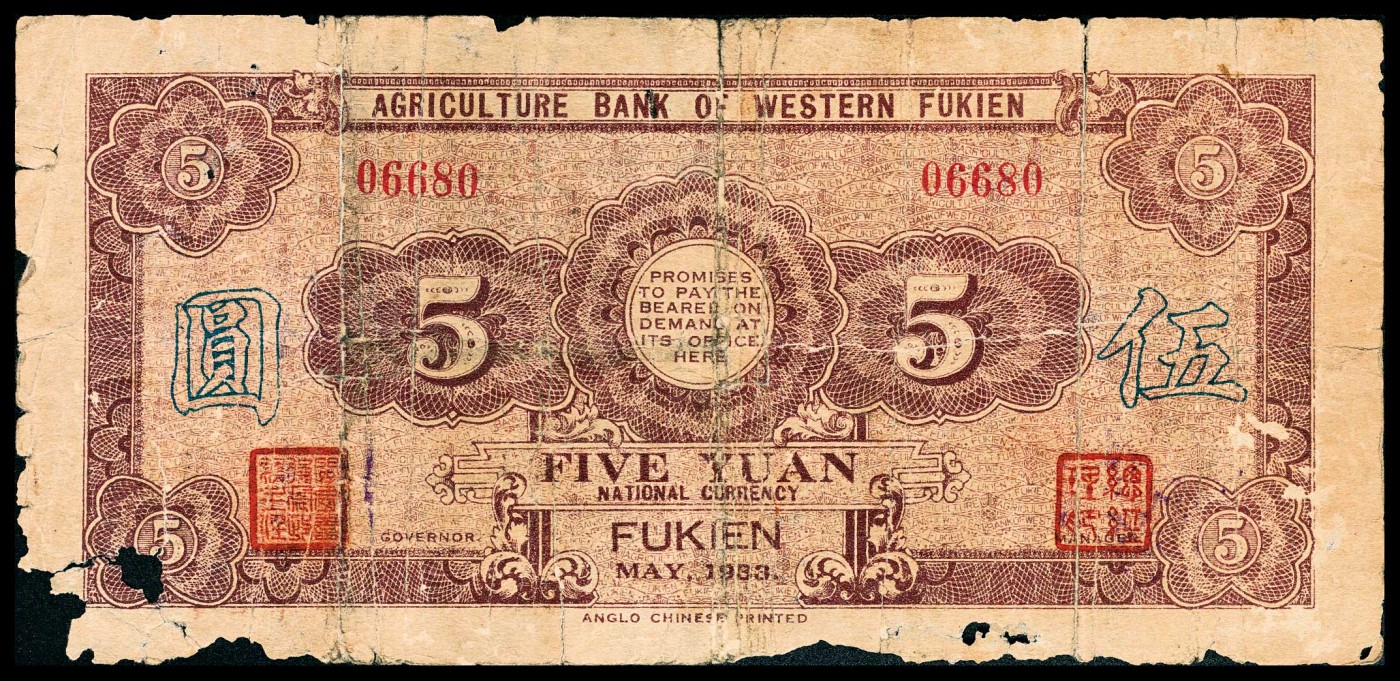 AGRICULTURE BANK OF WESTERN FUKIEN
5 5
06680 06680
PROMISES
TO PAY THE
BEARER ON
DEMAND AT
ITS OFFICE
HERE
5 5
圓 伍
FIVE YUAN
NATIONAL CURRENCY
GOVERNOR. MANAGER.
FUKIEN
MAY, 1933.
5 5
ANGLO CHINESE PRINTED